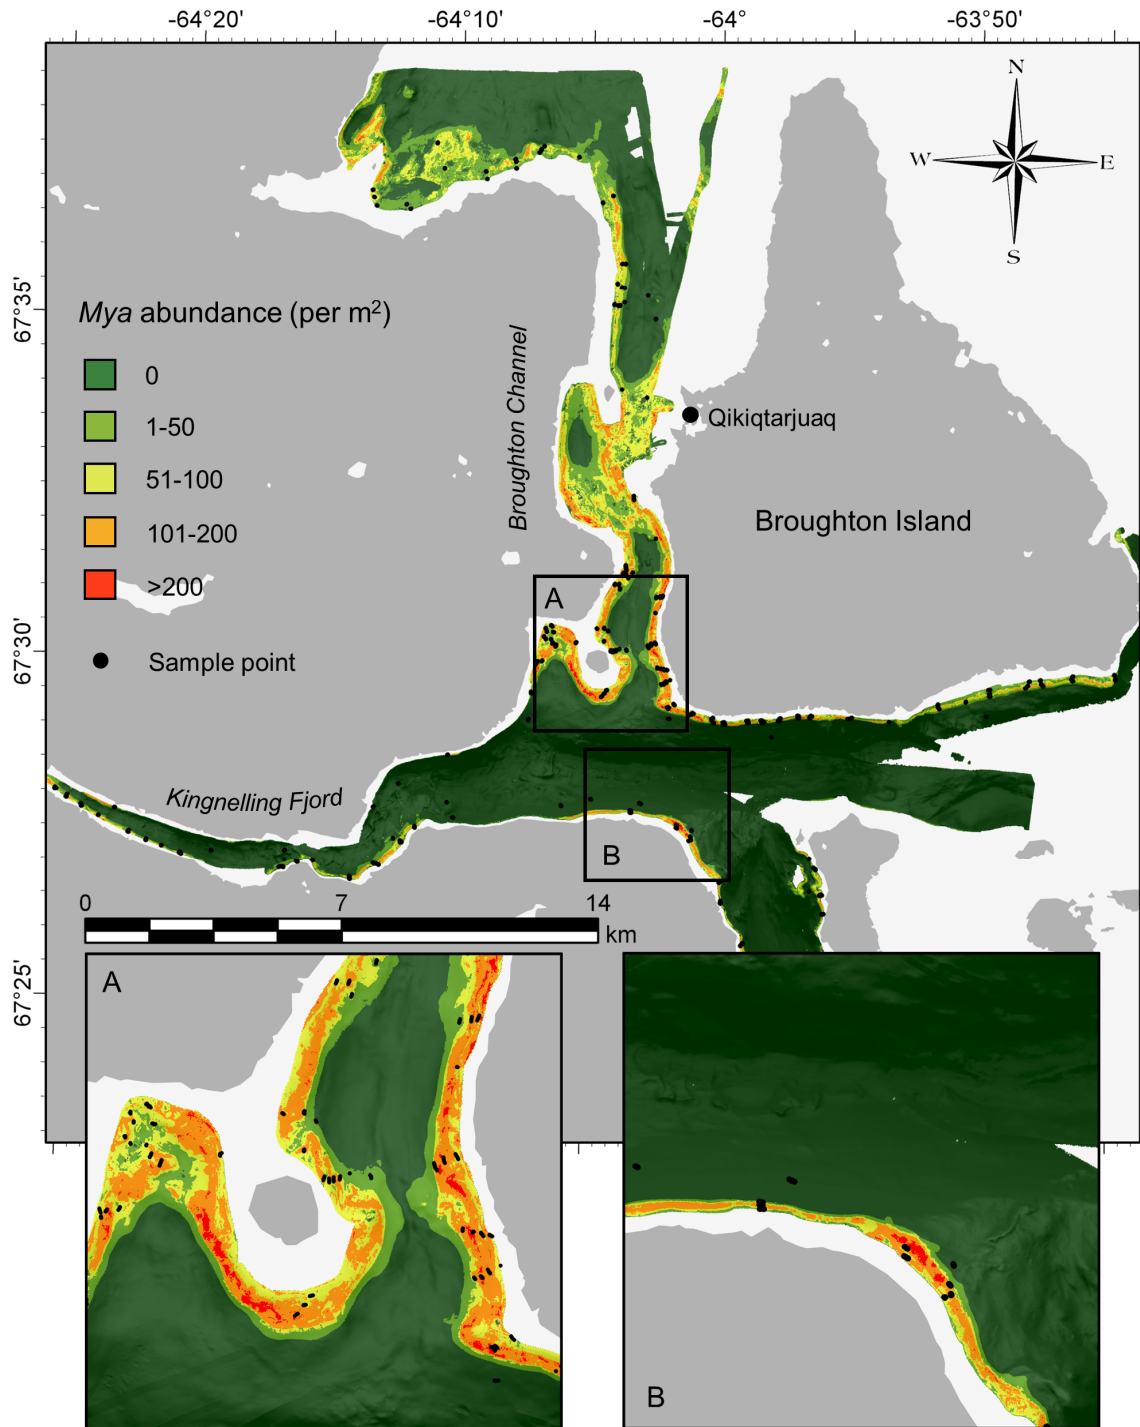 -64°20'
-64°10'
-64°
-63°50'
N
W
E
S
67°35'
67°30'
67°25'
Mya abundance (per m²)
0
1-50
51-100
101-200
>200
Sample point
Broughton Channel
Qikiqtarjuaq
Broughton Island
A
Kingnelling Fjord
B
0
7
14
km
A
B